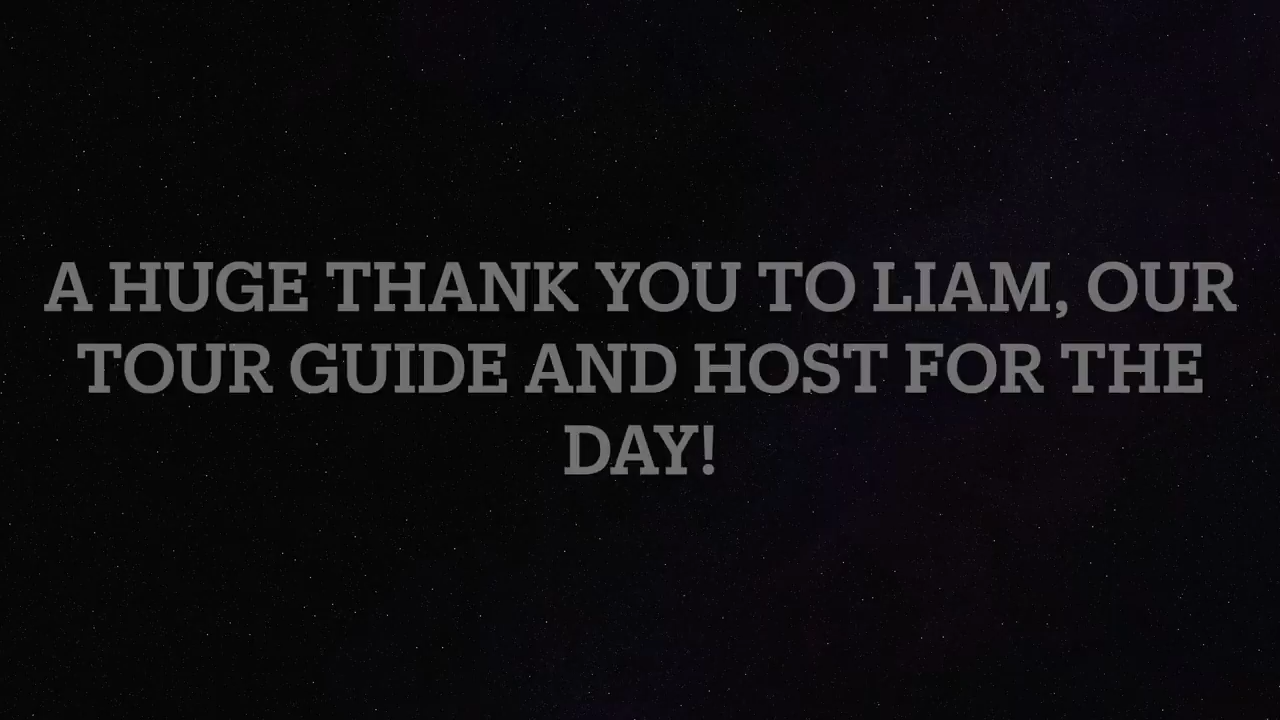 A HUGE THANK YOU TO LIAM, OUR
TOUR GUIDE AND HOST FOR THE
DAY!